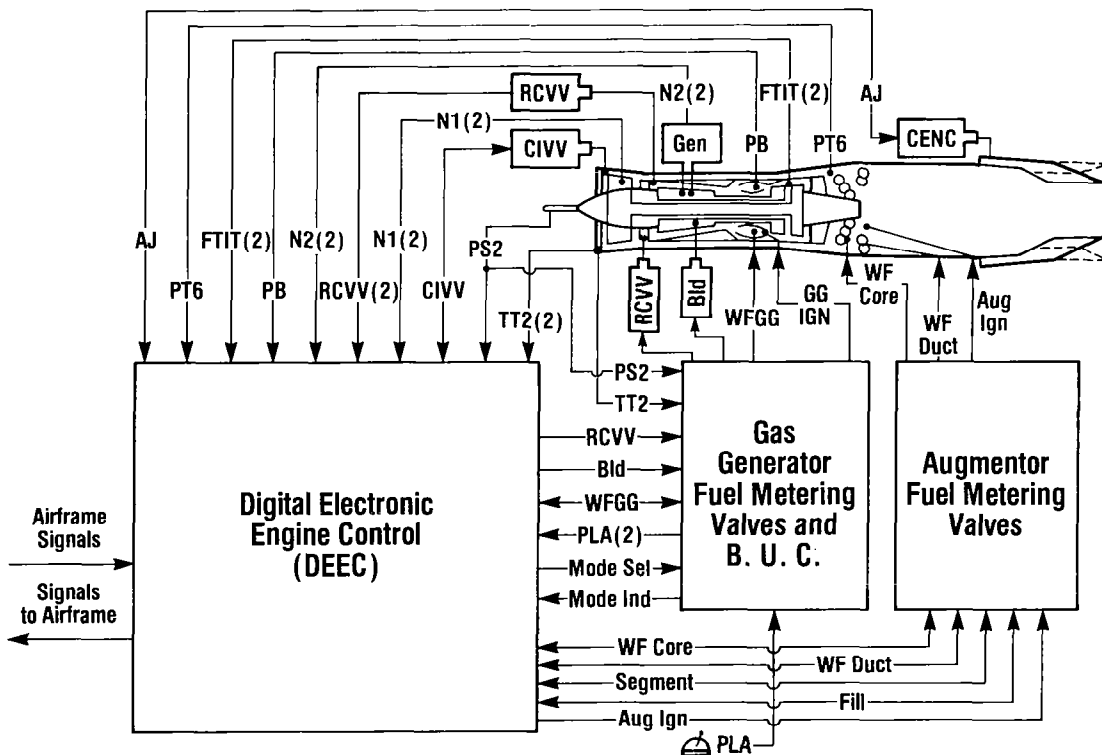 RCVV
N1(2)
CIVV
N2(2)
Gen
PB
FTIT(2)
PT6
AJ
CENC
AJ
PT6
FTIT(2)
PB
N2(2)
RCVV(2)
N1(2)
CIVV
PS2
TT2(2)
RCVV
Bld
WFGG
GG
IGN
WF
Core
WF
Duct
Aug
Ign
PS2
TT2
RCVV
Bld
WFGG
PLA(2)
Mode Sel
Mode Ind
Digital Electronic
Engine Control
(DEEC)
Gas
Generator
Fuel Metering
Valves and
B. U. C.
Augmentor
Fuel Metering
Valves
Airframe
Signals
Signals
to Airframe
WF Core
WF Duct
Segment
Fill
Aug Ign
PLA